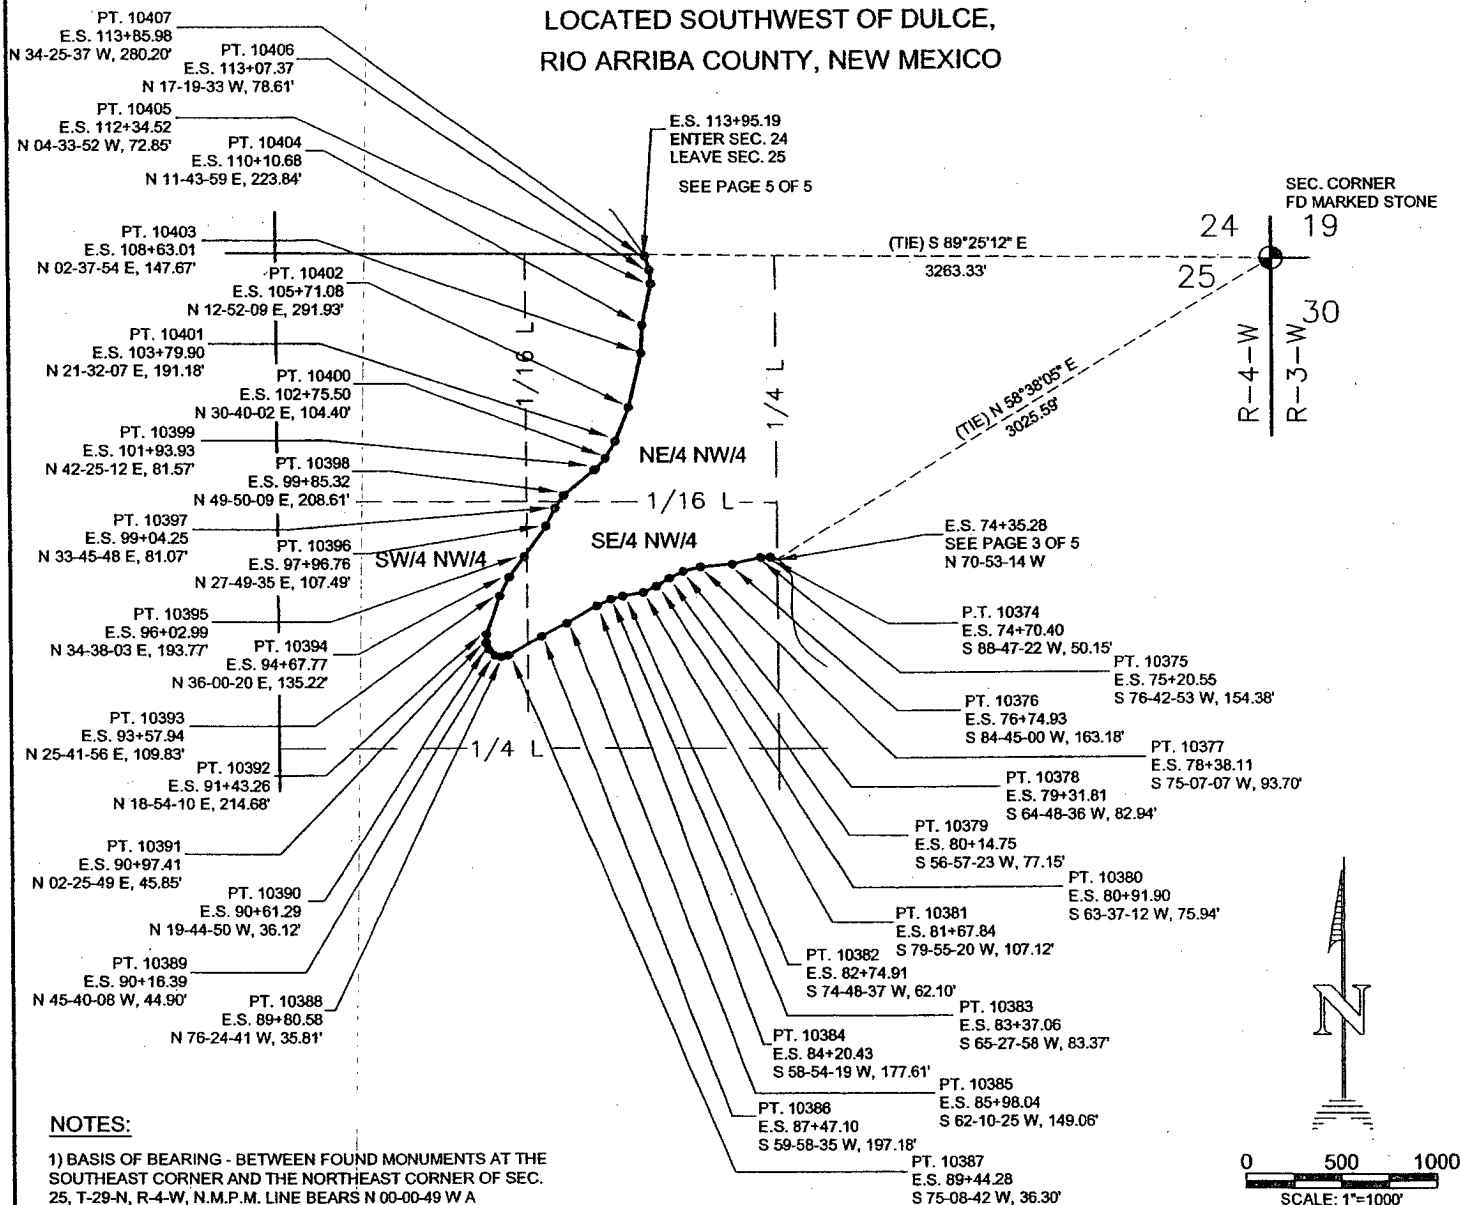 LOCATED SOUTHWEST OF DULCE,
RIO ARRIBA COUNTY, NEW MEXICO
PT. 10407
E.S. 113+85.98
N 34-25-37 W, 280.20'
PT. 10406
E.S. 113+07.37
N 17-19-33 W, 78.61'
PT. 10405
E.S. 112+34.52
N 04-33-52 W, 72.85'
PT. 10404
E.S. 110+10.68
N 11-43-59 E, 223.84'
PT. 10403
E.S. 108+63.01
N 02-37-54 E, 147.67'
PT. 10402
E.S. 105+71.08
N 12-52-09 E, 291.93'
PT. 10401
E.S. 103+79.90
N 21-32-07 E, 191.18'
PT. 10400
E.S. 102+75.50
N 30-40-02 E, 104.40'
PT. 10399
E.S. 101+93.93
N 42-25-12 E, 81.57'
PT. 10398
E.S. 99+85.32
N 49-50-09 E, 208.61'
PT. 10397
E.S. 99+04.25
N 33-45-48 E, 81.07'
PT. 10396
E.S. 97+96.76
N 27-49-35 E, 107.49'
PT. 10395
E.S. 96+02.99
N 34-38-03 E, 193.77'
PT. 10394
E.S. 94+67.77
N 36-00-20 E, 135.22'
PT. 10393
E.S. 93+57.94
N 25-41-56 E, 109.83'
PT. 10392
E.S. 91+43.26
N 18-54-10 E, 214.68'
PT. 10391
E.S. 90+97.41
N 02-25-49 E, 45.85'
PT. 10390
E.S. 90+61.29
N 19-44-50 W, 36.12'
PT. 10389
E.S. 90+16.39
N 45-40-08 W, 44.90'
PT. 10388
E.S. 89+80.58
N 76-24-41 W, 35.81'
E.S. 113+95.19
ENTER SEC. 24
LEAVE SEC. 25
SEE PAGE 5 OF 5
SEC. CORNER
FD MARKED STONE
24
19
25
30
R-4-W
R-3-W
(TIE) S 89°25'12" E
3263.33'
(TIE) N 58°38'05" E
3025.59'
1/16 L
1/4 L
NE/4 NW/4
1/16 L
SE/4 NW/4
SW/4 NW/4
1/4 L
E.S. 74+35.28
SEE PAGE 3 OF 5
N 70-53-14 W
P.T. 10374
E.S. 74+70.40
S 88-47-22 W, 50.15'
PT. 10375
E.S. 75+20.55
S 76-42-53 W, 154.38'
PT. 10376
E.S. 76+74.93
S 84-45-00 W, 163.18'
PT. 10377
E.S. 78+38.11
S 75-07-07 W, 93.70'
PT. 10378
E.S. 79+31.81
S 64-48-36 W, 82.94'
PT. 10379
E.S. 80+14.75
S 56-57-23 W, 77.15'
PT. 10380
E.S. 80+91.90
S 63-37-12 W, 75.94'
PT. 10381
E.S. 81+67.84
S 79-55-20 W, 107.12'
PT. 10382
E.S. 82+74.91
S 74-48-37 W, 62.10'
PT. 10383
E.S. 83+37.06
S 65-27-58 W, 83.37'
PT. 10384
E.S. 84+20.43
S 58-54-19 W, 177.61'
PT. 10385
E.S. 85+98.04
S 62-10-25 W, 149.06'
PT. 10386
E.S. 87+47.10
S 59-58-35 W, 197.18'
PT. 10387
E.S. 89+44.28
S 75-08-42 W, 36.30'
N
0 500 1000
SCALE: 1"=1000'
NOTES:
1) BASIS OF BEARING - BETWEEN FOUND MONUMENTS AT THE
SOUTHEAST CORNER AND THE NORTHEAST CORNER OF SEC.
25, T-29-N, R-4-W, N.M.P.M. LINE BEARS N 00-00-49 W A